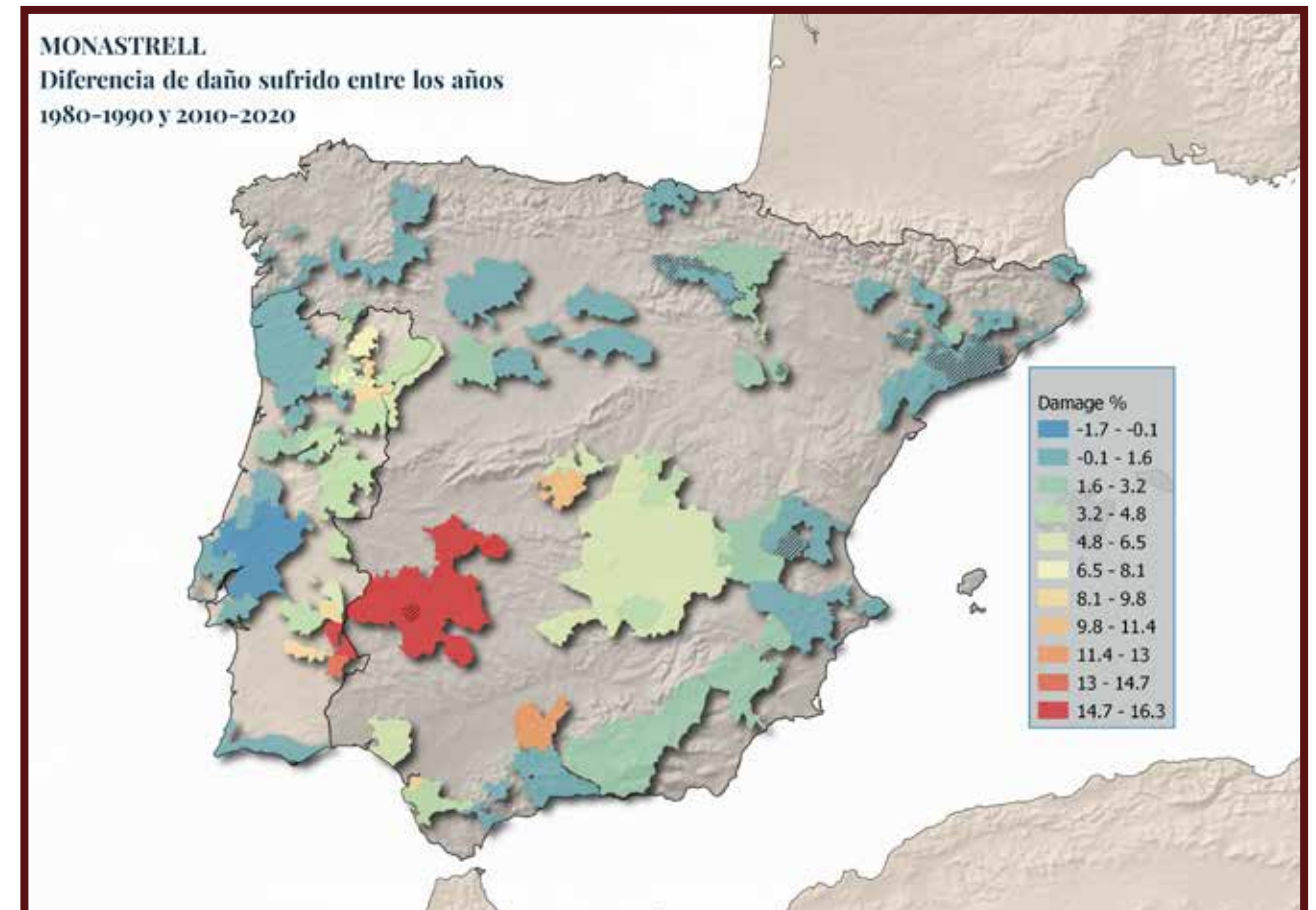 MONASTRELL
Diferencia de daño sufrido entre los años
1980-1990 y 2010-2020
Damage %
-1.7 - -0.1
-0.1 - 1.6
1.6 - 3.2
3.2 - 4.8
4.8 - 6.5
6.5 - 8.1
8.1 - 9.8
9.8 - 11.4
11.4 - 13
13 - 14.7
14.7 - 16.3